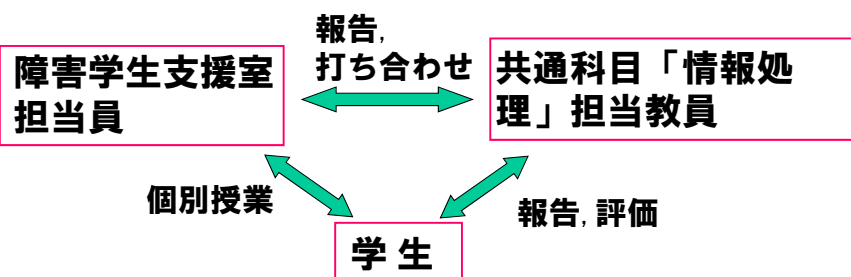 報告,
打ち合わせ
障害学生支援室
担当員
共通科目「情報処
理」担当教員
個別授業
報告,評価
学 生